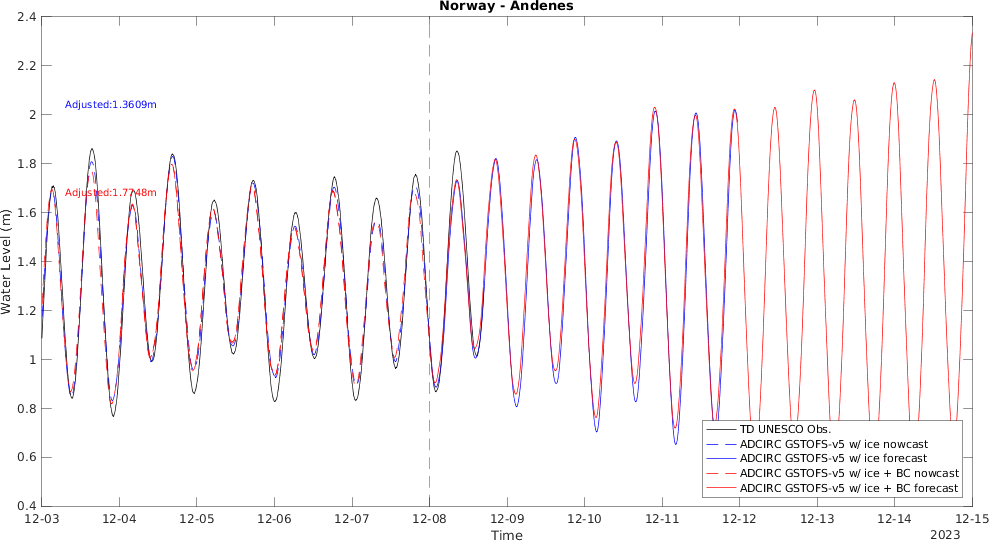 Norway - Andenes
2.4
2.2
2
1.8
1.6
1.4
1.2
1
0.8
0.6
0.4
Water Level (m)
Adjusted:1.3609m
Adjusted:1.7748m
TD UNESCO Obs.
ADCIRC GSTOFS-v5 w/ ice nowcast
ADCIRC GSTOFS-v5 w/ ice forecast
ADCIRC GSTOFS-v5 w/ ice + BC nowcast
ADCIRC GSTOFS-v5 w/ ice + BC forecast
12-03 12-04 12-05 12-06 12-07 12-08 12-09 12-10 12-11 12-12 12-13 12-14 12-15
Time
2023